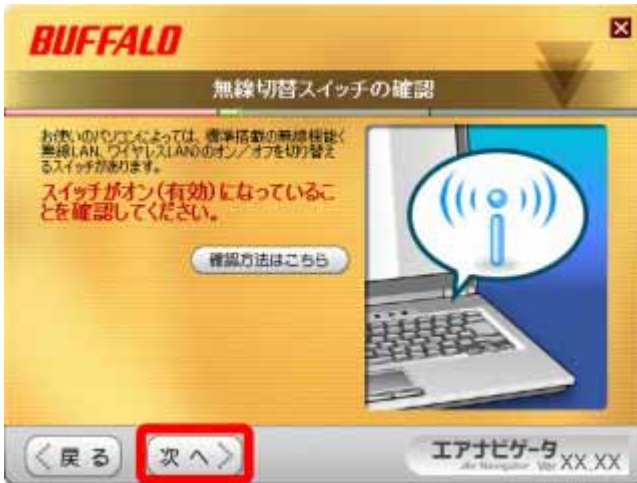 BUFFALO
無線切替スイッチの確認
お使いのパソコンによっては、標準搭載の無線機能(
無線LAN、ワイヤレスLAN)のオン/オフを切り替え
るスイッチがあります。
スイッチがオン(有効)になっているこ
とを確認してください。
確認方法はこちら
戻る
次へ
エアナビゲータ
Air Navigator Ver XX.XX